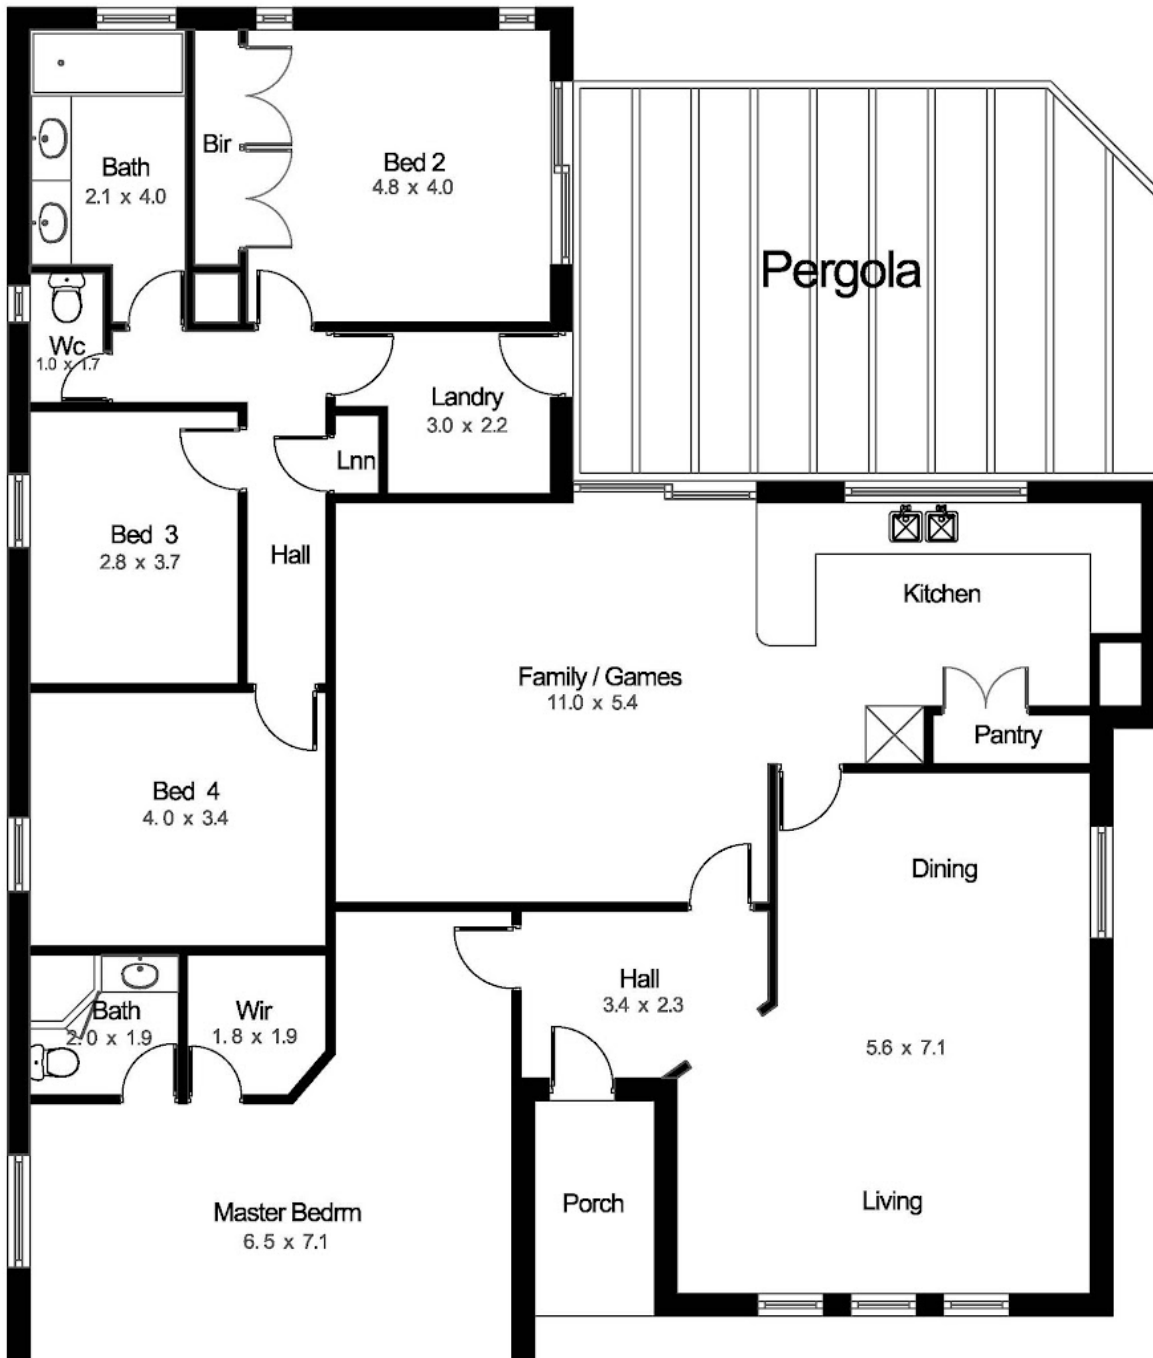 Bath
2.1 x 4.0
Bir
Bed 2
4.8 x 4.0
Pergola
Wc
1.0 x 1.7
Landry
3.0 x 2.2
Lnn
Bed 3
2.8 x 3.7
Hall
Kitchen
Family / Games
11.0 x 5.4
Pantry
Bed 4
4.0 x 3.4
Dining
Bath
2.0 x 1.9
Wir
1.8 x 1.9
Hall
3.4 x 2.3
5.6 x 7.1
Master Bedrm
6.5 x 7.1
Porch
Living